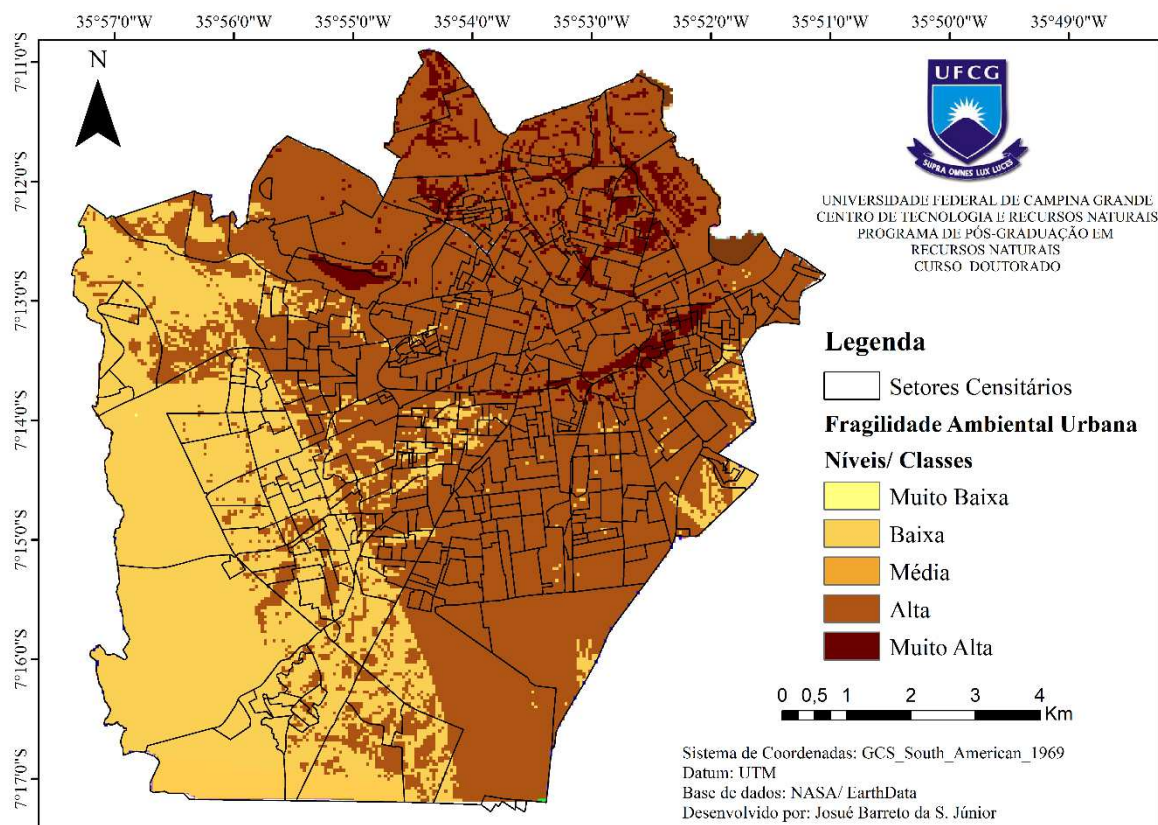 35°57'0"W 35°56'0"W 35°55'0"W 35°54'0"W 35°53'0"W 35°52'0"W 35°51'0"W 35°50'0"W 35°49'0"W
N
7°11'0"S
7°12'0"S
7°13'0"S
7°14'0"S
7°15'0"S
7°16'0"S
7°17'0"S
UFCG
SUPRA OMNES LUX LUCES
UNIVERSIDADE FEDERAL DE CAMPINA GRANDE
CENTRO DE TECNOLOGIA E RECURSOS NATURAIS
PROGRAMA DE PÓS-GRADUAÇÃO EM
RECURSOS NATURAIS
CURSO DOUTORADO
Legenda
Setores Censitários
Fragilidade Ambiental Urbana
Níveis/ Classes
Muito Baixa
Baixa
Média
Alta
Muito Alta
0 0,5 1 2 3 4
Km
Sistema de Coordenadas: GCS_South_American_1969
Datum: UTM
Base de dados: NASA/ EarthData
Desenvolvido por: Josué Barreto da S. Júnior